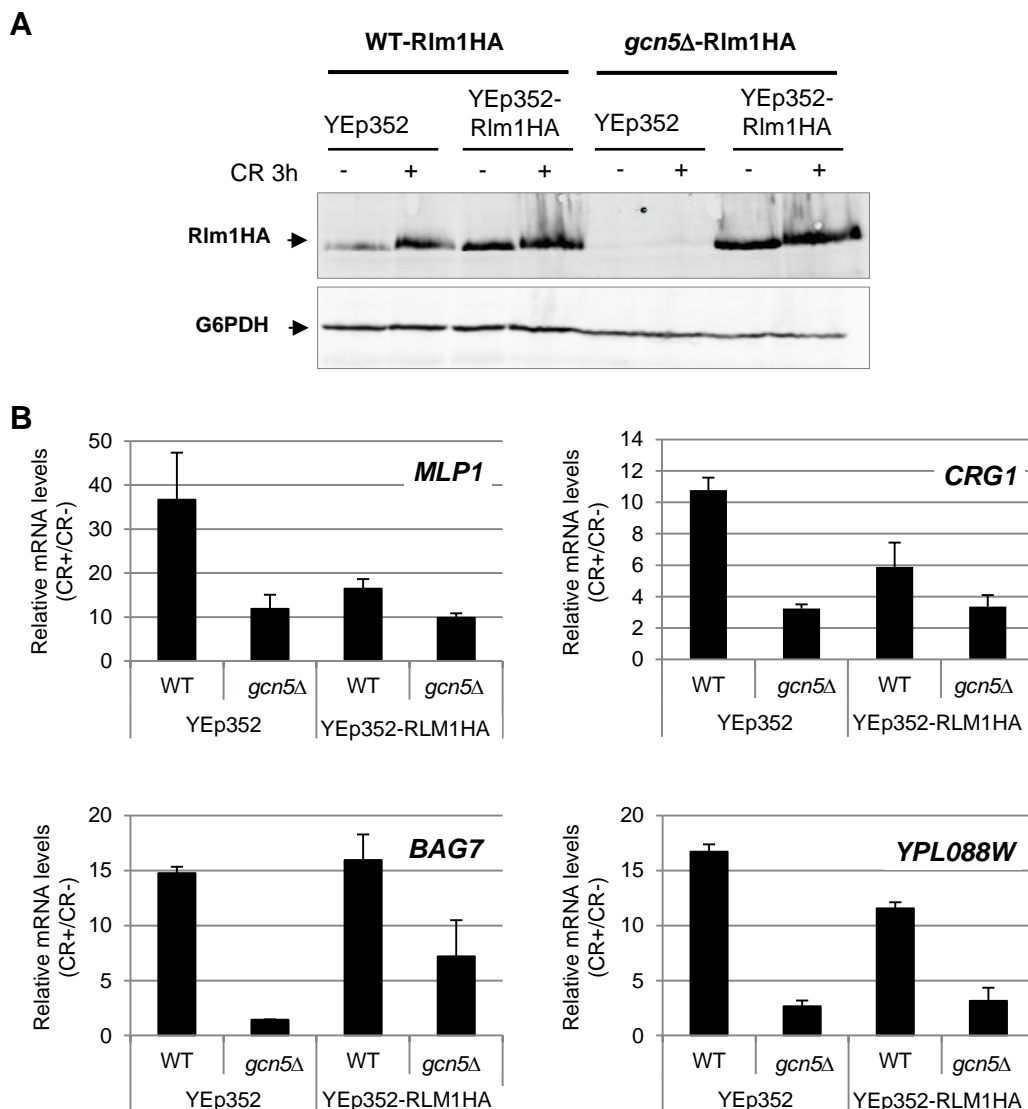 A
WT-Rlm1HA
gcn5Δ-Rlm1HA
YEp352
YEp352-
Rlm1HA
YEp352
YEp352-
Rlm1HA
CR 3h
- + - + - + - +
Rlm1HA
G6PDH
B
Relative mRNA levels
(CR+/CR-)
50
40
30
20
10
0
MLP1
WT
gcn5Δ
WT
gcn5Δ
YEp352
YEp352-RLM1HA
Relative mRNA levels
(CR+/CR-)
14
12
10
8
6
4
2
0
CRG1
WT
gcn5Δ
WT
gcn5Δ
YEp352
YEp352-RLM1HA
Relative mRNA levels
(CR+/CR-)
20
15
10
5
0
BAG7
WT
gcn5Δ
WT
gcn5Δ
YEp352
YEp352-RLM1HA
Relative mRNA levels
(CR+/CR-)
20
15
10
5
0
YPL088W
WT
gcn5Δ
WT
gcn5Δ
YEp352
YEp352-RLM1HA